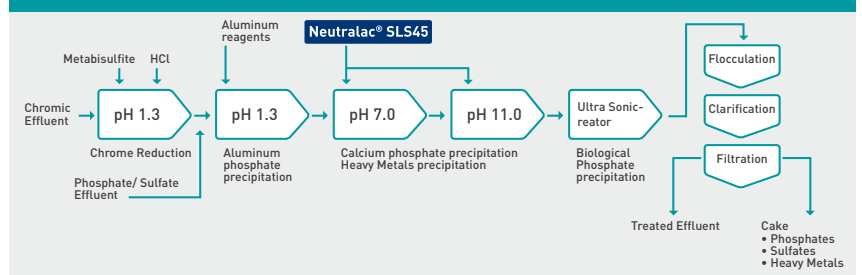 Aluminum
reagents
Neutralac® SLS45
Metabisulfite
HCl
Flocculation
Chromic
Effluent
pH 1.3
pH 1.3
pH 7.0
pH 11.0
Ultra Sonic-
reator
Clarification
Chrome Reduction
Aluminum
phosphate
precipitation
Calcium phosphate precipitation
Heavy Metals precipitation
Biological
Phosphate
precipitation
Filtration
Phosphate/ Sulfate
Effluent
Treated Effluent
Cake
• Phosphates
• Sulfates
• Heavy Metals